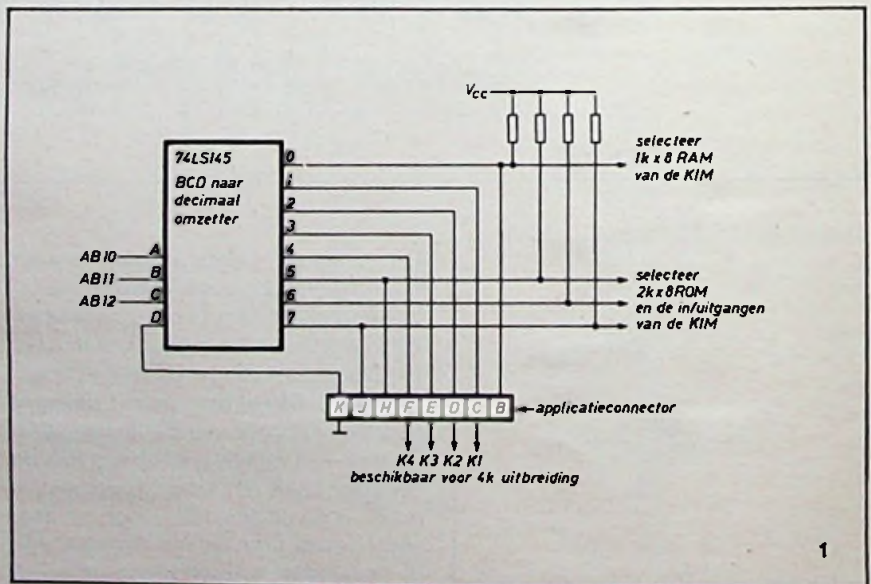 Vcc
selecteer
1k x 8 RAM
van de KIM
74LS145
BCD naar
decimaal
omzetter
0
1
2
3
4
5
6
7
AB10
A
AB11
B
AB12
C
D
selecteer
2k x 8 ROM
en de in/uitgangen
van de KIM
K J H F E D C B
applicatieconnector
K4 K3 K2 K1
beschikbaar voor 4k uitbreiding
1